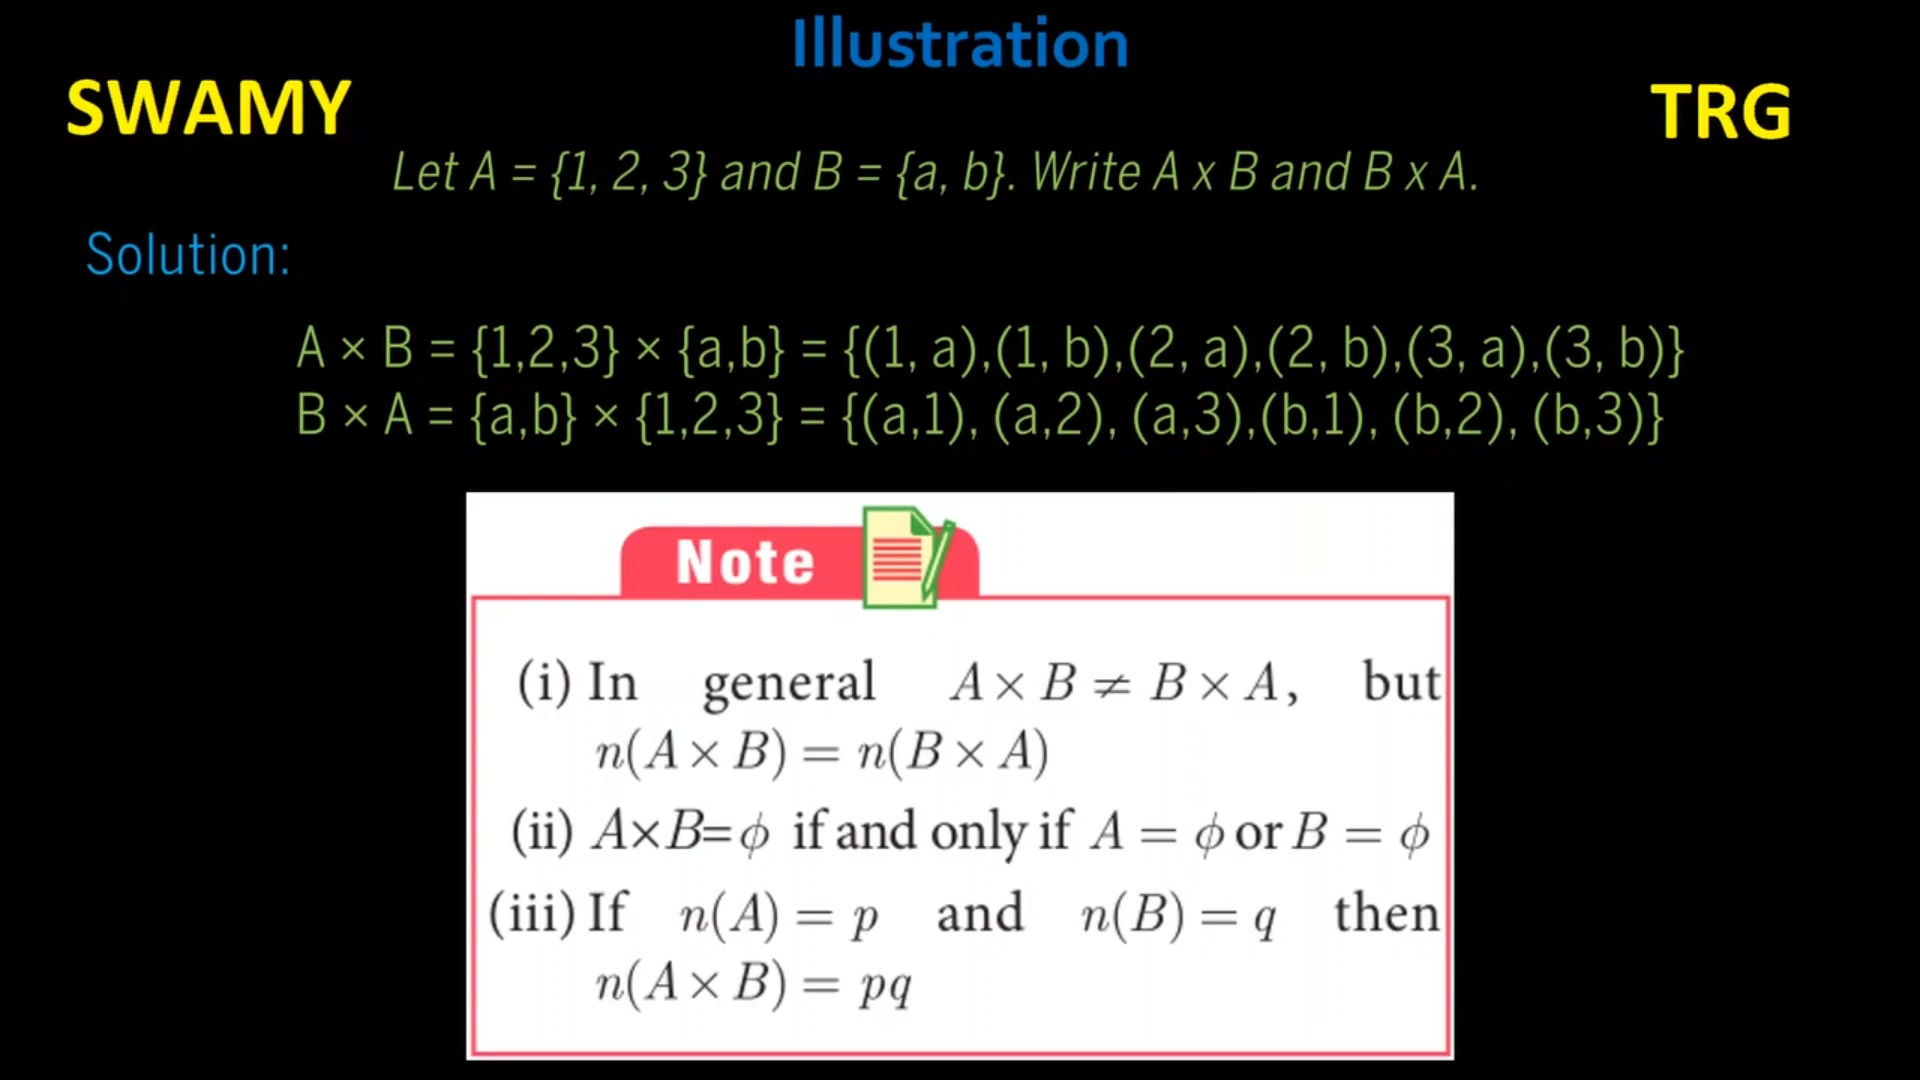 Illustration
SWAMY
TRG
Let A = {1, 2, 3} and B = {a, b}. Write A x B and B x A.
Solution:
A × B = {1,2,3} × {a,b} = {(1, a),(1, b),(2, a),(2, b),(3, a),(3, b)}
B × A = {a,b} × {1,2,3} = {(a,1), (a,2), (a,3),(b,1), (b,2), (b,3)}
Note
(i) In general A × B ≠ B × A, but
n(A × B) = n(B × A)
(ii) A×B=ϕ if and only if A = ϕ or B = ϕ
(iii) If n(A) = p and n(B) = q then
n(A × B) = pq